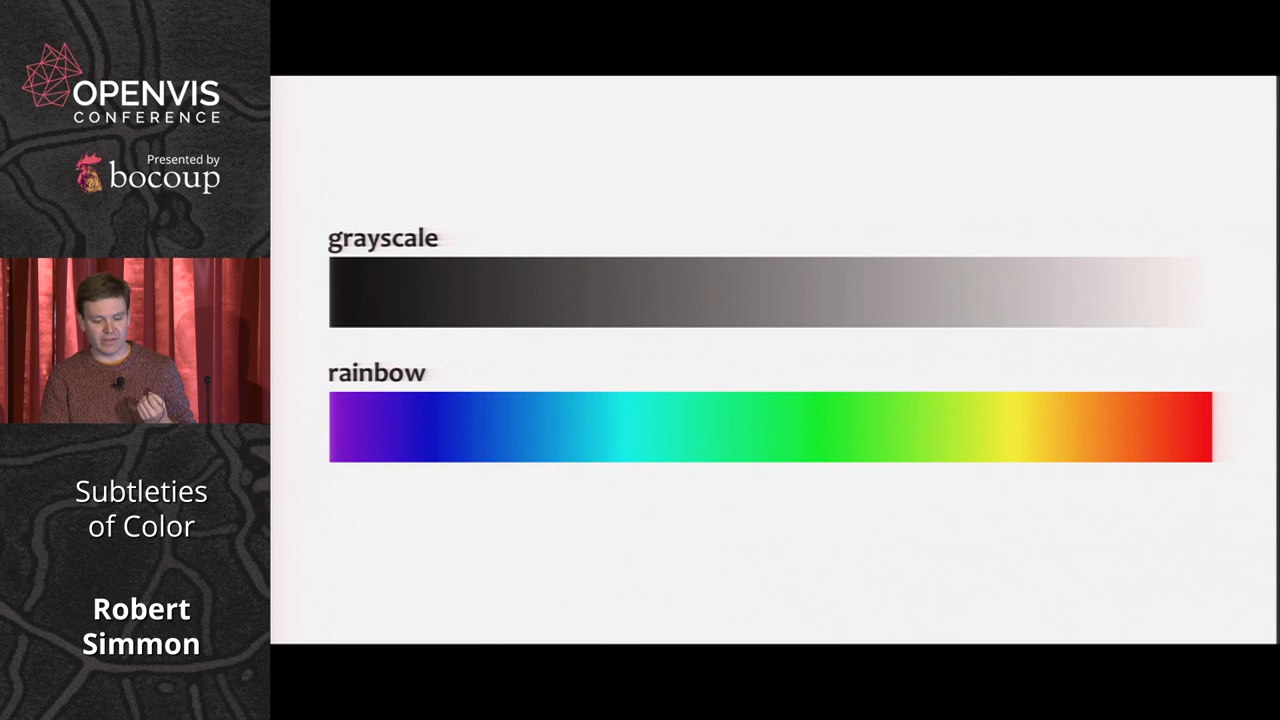 OPENVIS
CONFERENCE
Presented by
bocoup
Subtleties
of Color
Robert
Simmon
grayscale
rainbow